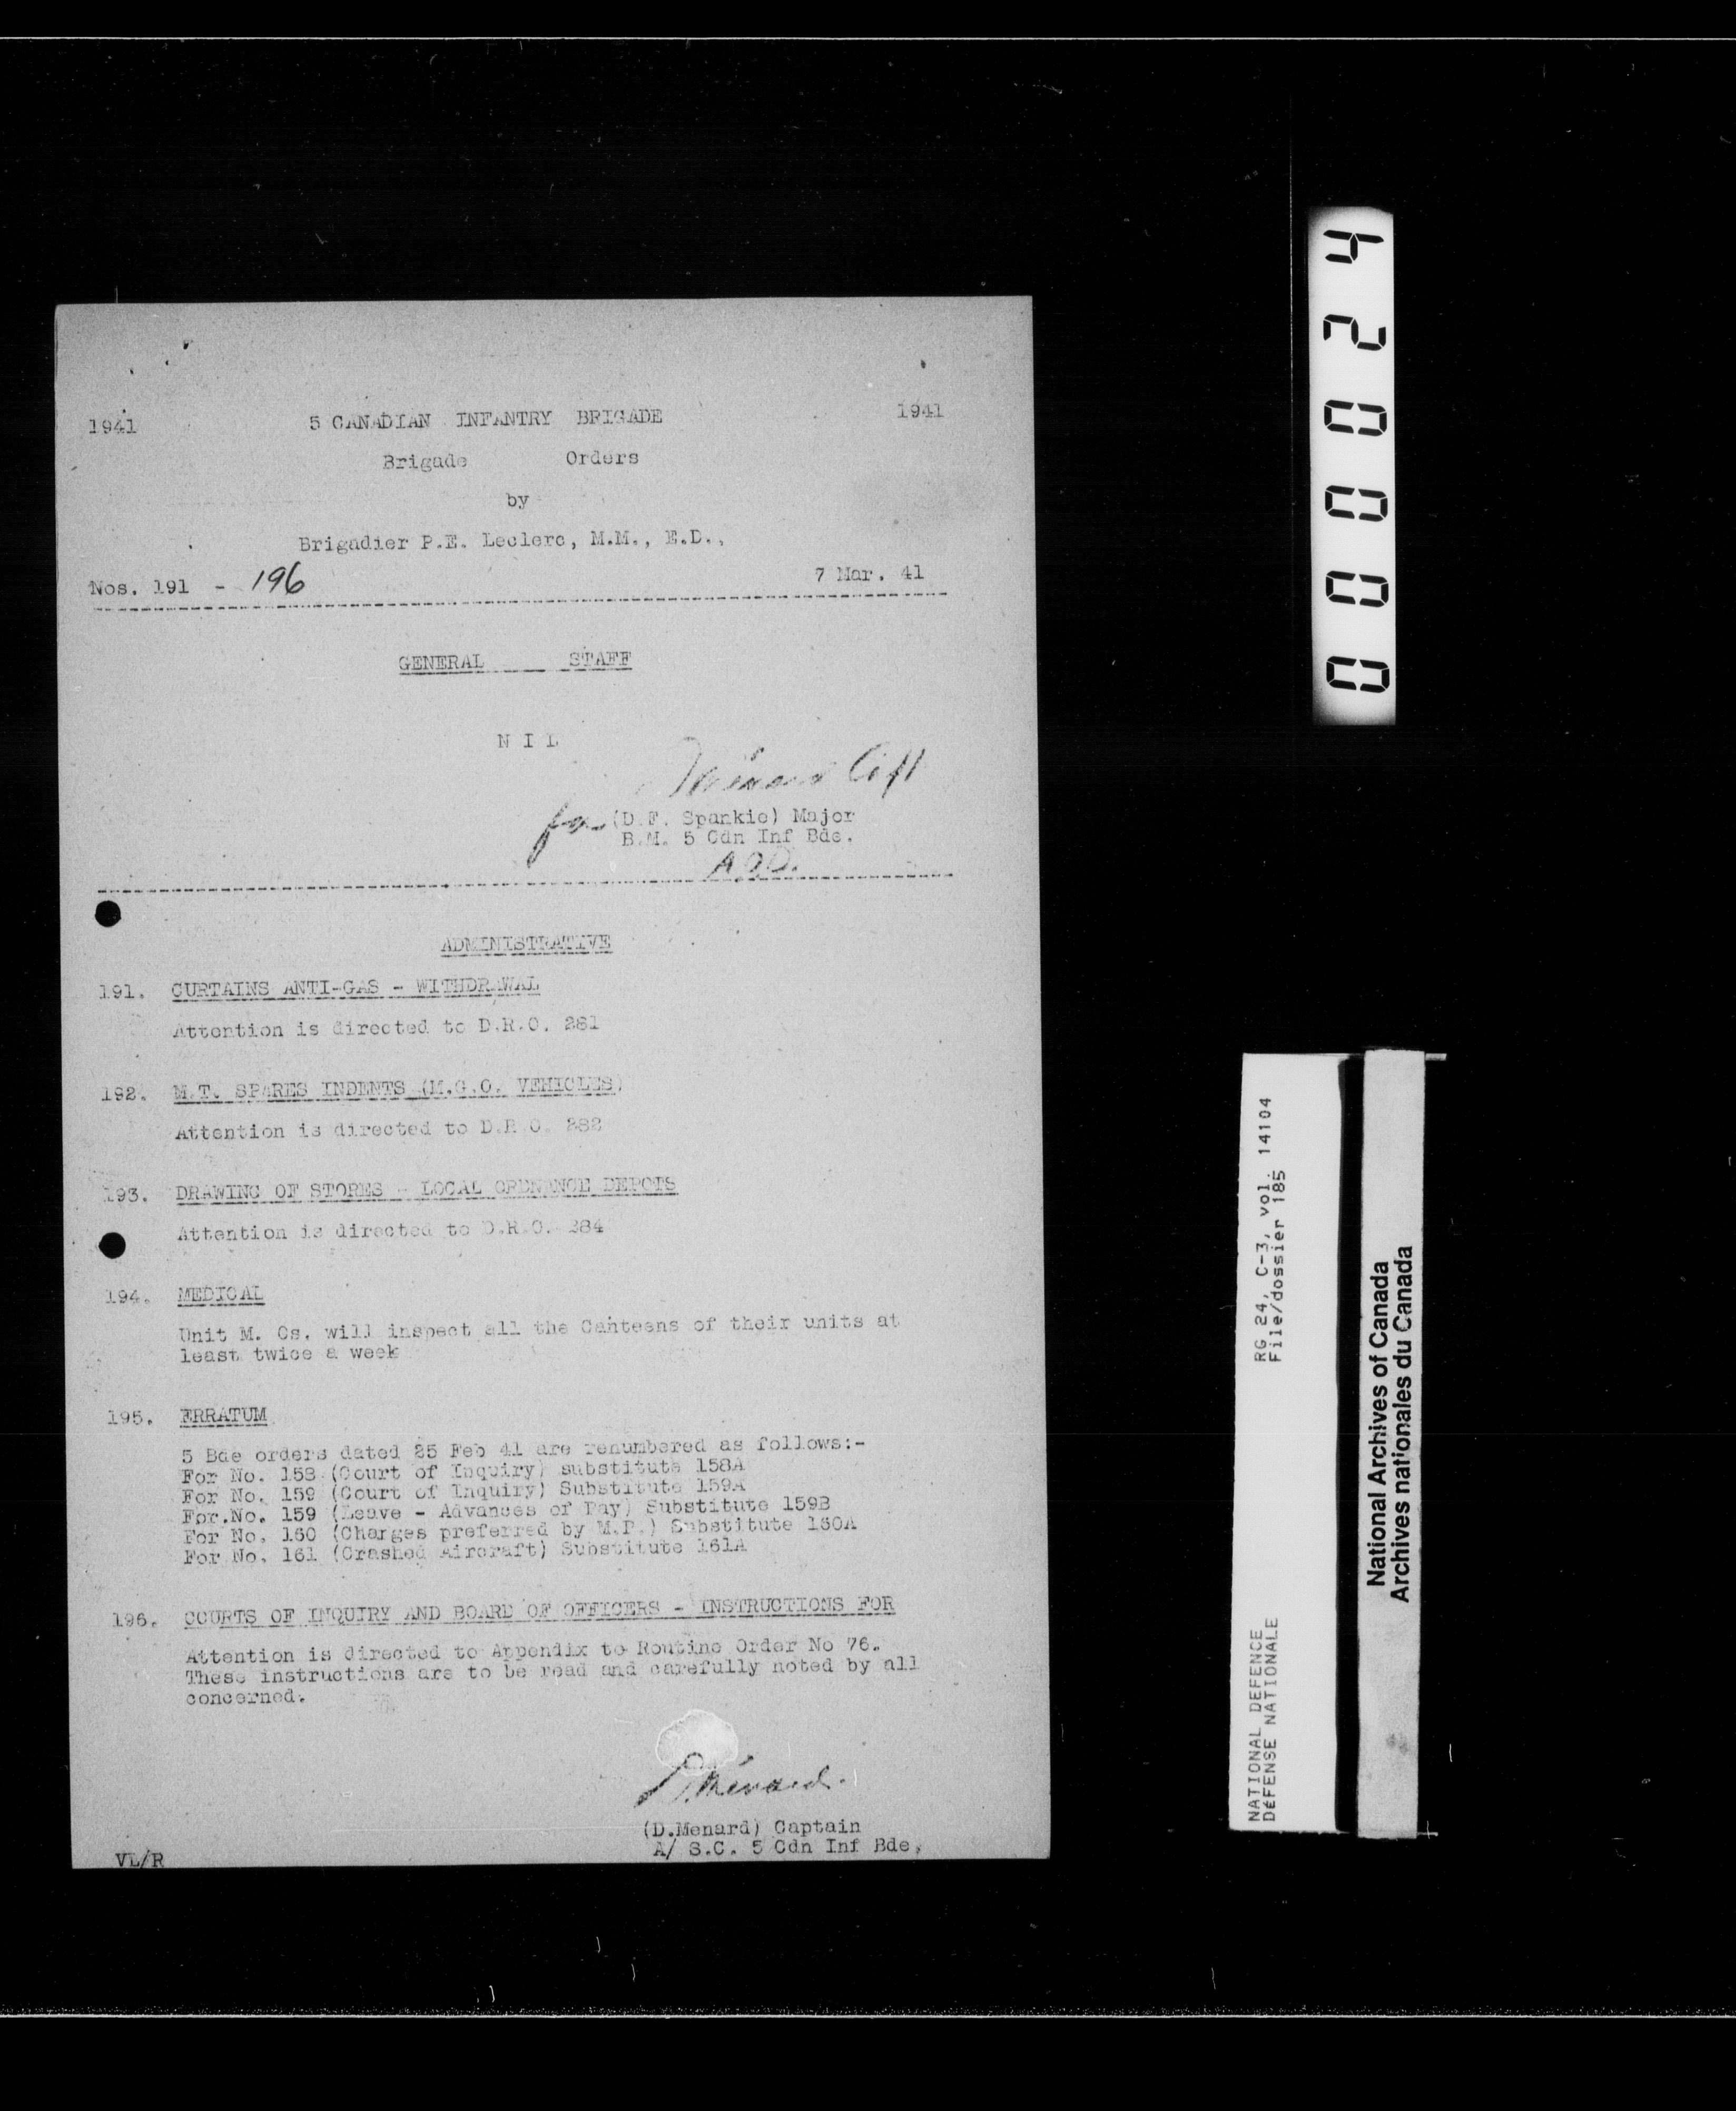 1941 5 CANADIAN INFANTRY BRIGADE 1941
Brigade Orders
by
Brigadier P.E. Leclerc, M.M., E.D.,
Nos. 191 - 196 7 Mar. 41
GENERAL STAFF
N I L
for (D.F. Spankie) Major
B.M. 5 Cdn Inf Bde.
ADMINISTRATIVE
191. CURTAINS ANTI-GAS - WITHDRAWAL
Attention is directed to D.R.O. 281
192. M.T. SPARES INDENTS (M.G.O. VEHICLES)
Attention is directed to D.R.O. 282
193. DRAWING OF STORES - LOCAL ORDNENCE DEPOTS
Attention is directed to D.R.O. 284
194. MEDICAL
Unit M. Os. will inspect all the Canteens of their units at
least twice a week
195. ERRATUM
5 Bde orders dated 25 Feb 41 are renumbered as follows:-
For No. 158 (Court of Inquiry) substitute 158A
For No. 159 (Court of Inquiry) Substitute 159A
For.No. 159 (Leave - Advances of Pay) Substitute 159B
For No. 160 (Charges preferred by M.P.) Substitute 160A
For No. 161 (Crashed Aircraft) Substitute 161A
196. COURTS OF INQUIRY AND BOARD OF OFFICERS - INSTRUCTIONS FOR
Attention is directed to Appendix to Routine Order No 76.
These instructions are to be read and carefully noted by all
concerned.
D. Menard.
(D.Menard) Captain
A/ S.C. 5 Cdn Inf Bde.
VL/R
000024
NATIONAL DEFENCE RG 24, C-3, vol. 14104
DÉFENSE NATIONALE File/dossier 185
National Archives of Canada
Archives nationales du Canada